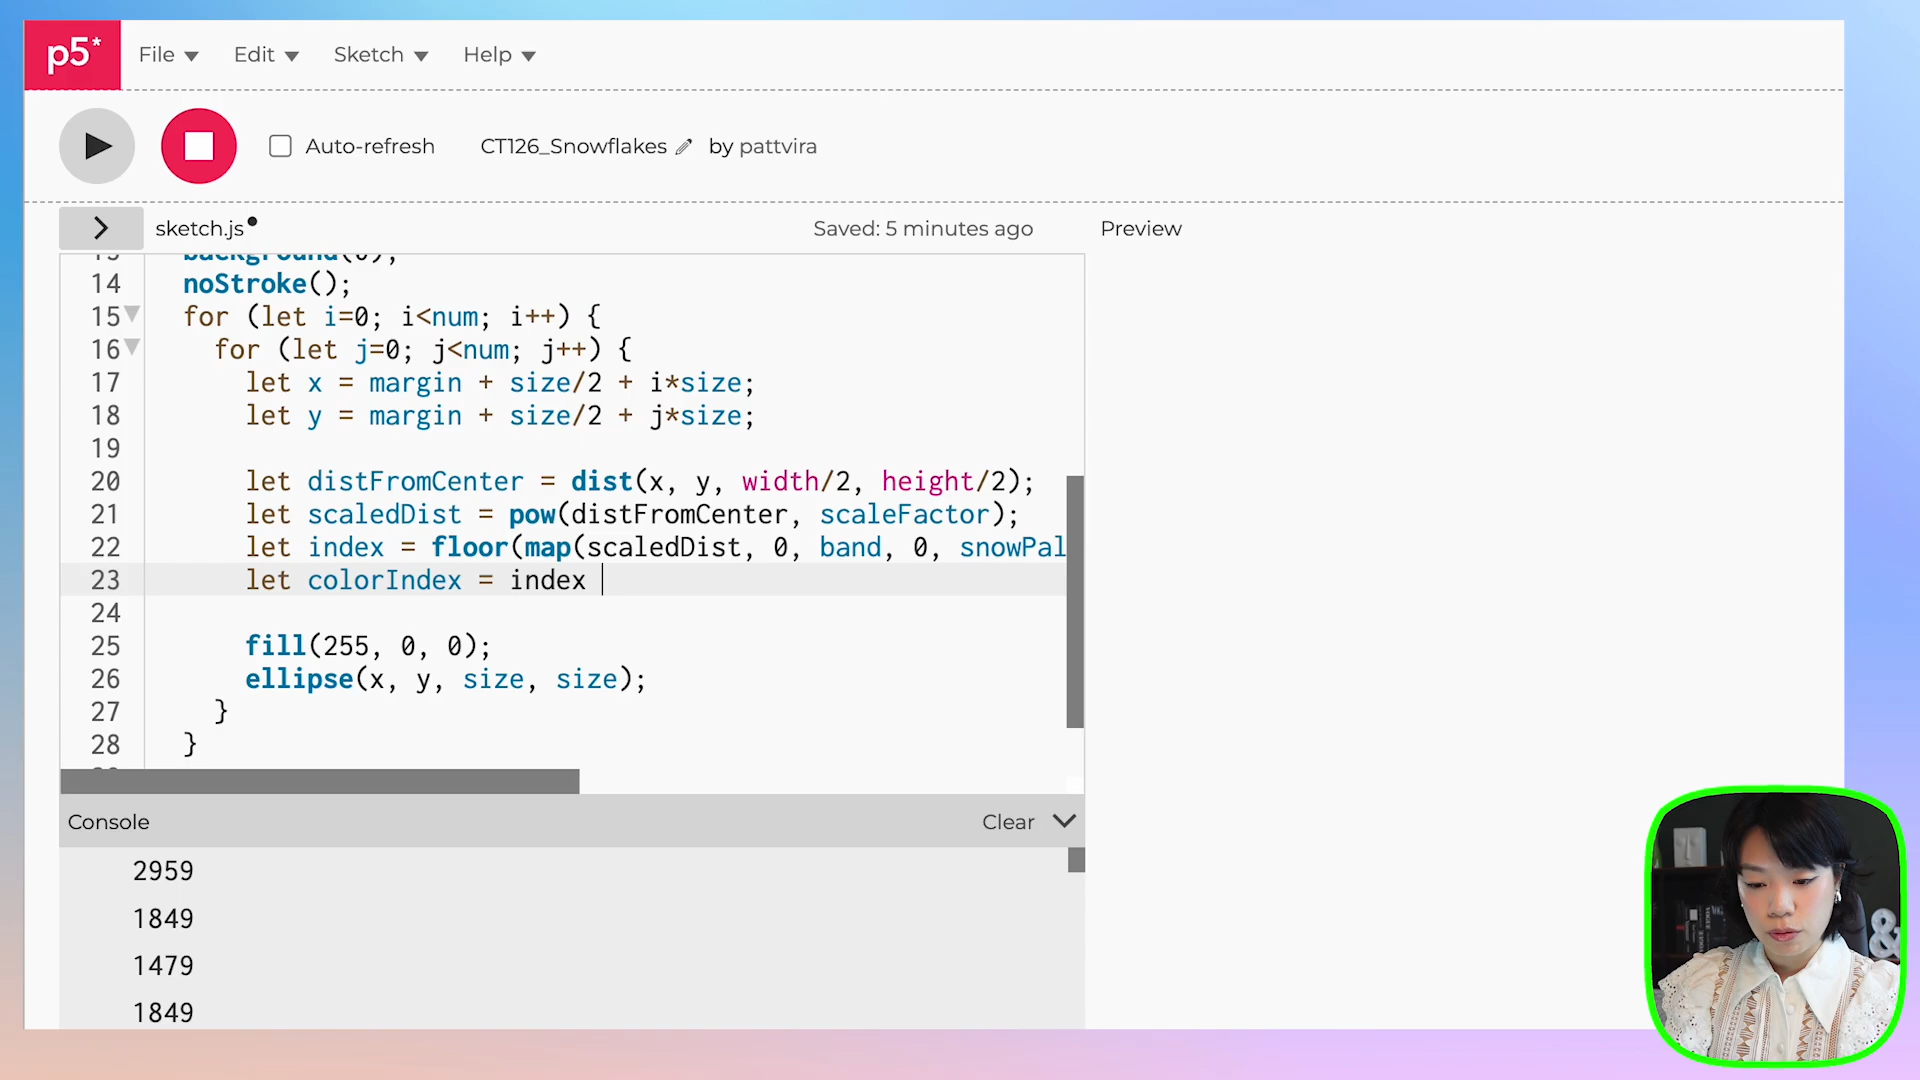 p5* File Edit Sketch Help
Auto-refresh CT126_Snowflakes by pattvira
sketch.js Saved: 5 minutes ago Preview
13 background(0);
14 noStroke();
15 for (let i=0; i<num; i++) {
16 for (let j=0; j<num; j++) {
17 let x = margin + size/2 + i*size;
18 let y = margin + size/2 + j*size;
19
20 let distFromCenter = dist(x, y, width/2, height/2);
21 let scaledDist = pow(distFromCenter, scaleFactor);
22 let index = floor(map(scaledDist, 0, band, 0, snowPal
23 let colorIndex = index
24
25 fill(255, 0, 0);
26 ellipse(x, y, size, size);
27 }
28 }
Console Clear
2959
1849
1479
1849
&